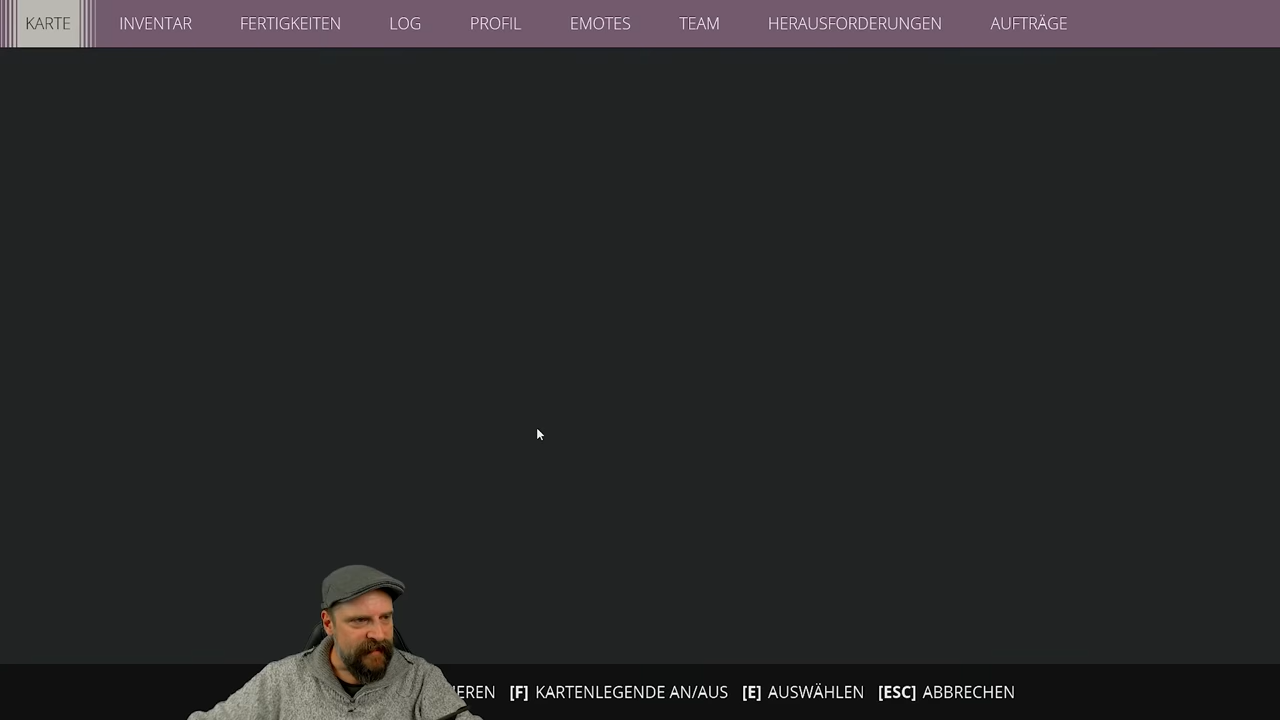 KARTE INVENTAR FERTIGKEITEN LOG PROFIL EMOTES TEAM HERAUSFORDERUNGEN AUFTRÄGE
[F] KARTENLEGENDE AN/AUS [E] AUSWÄHLEN [ESC] ABBRECHEN